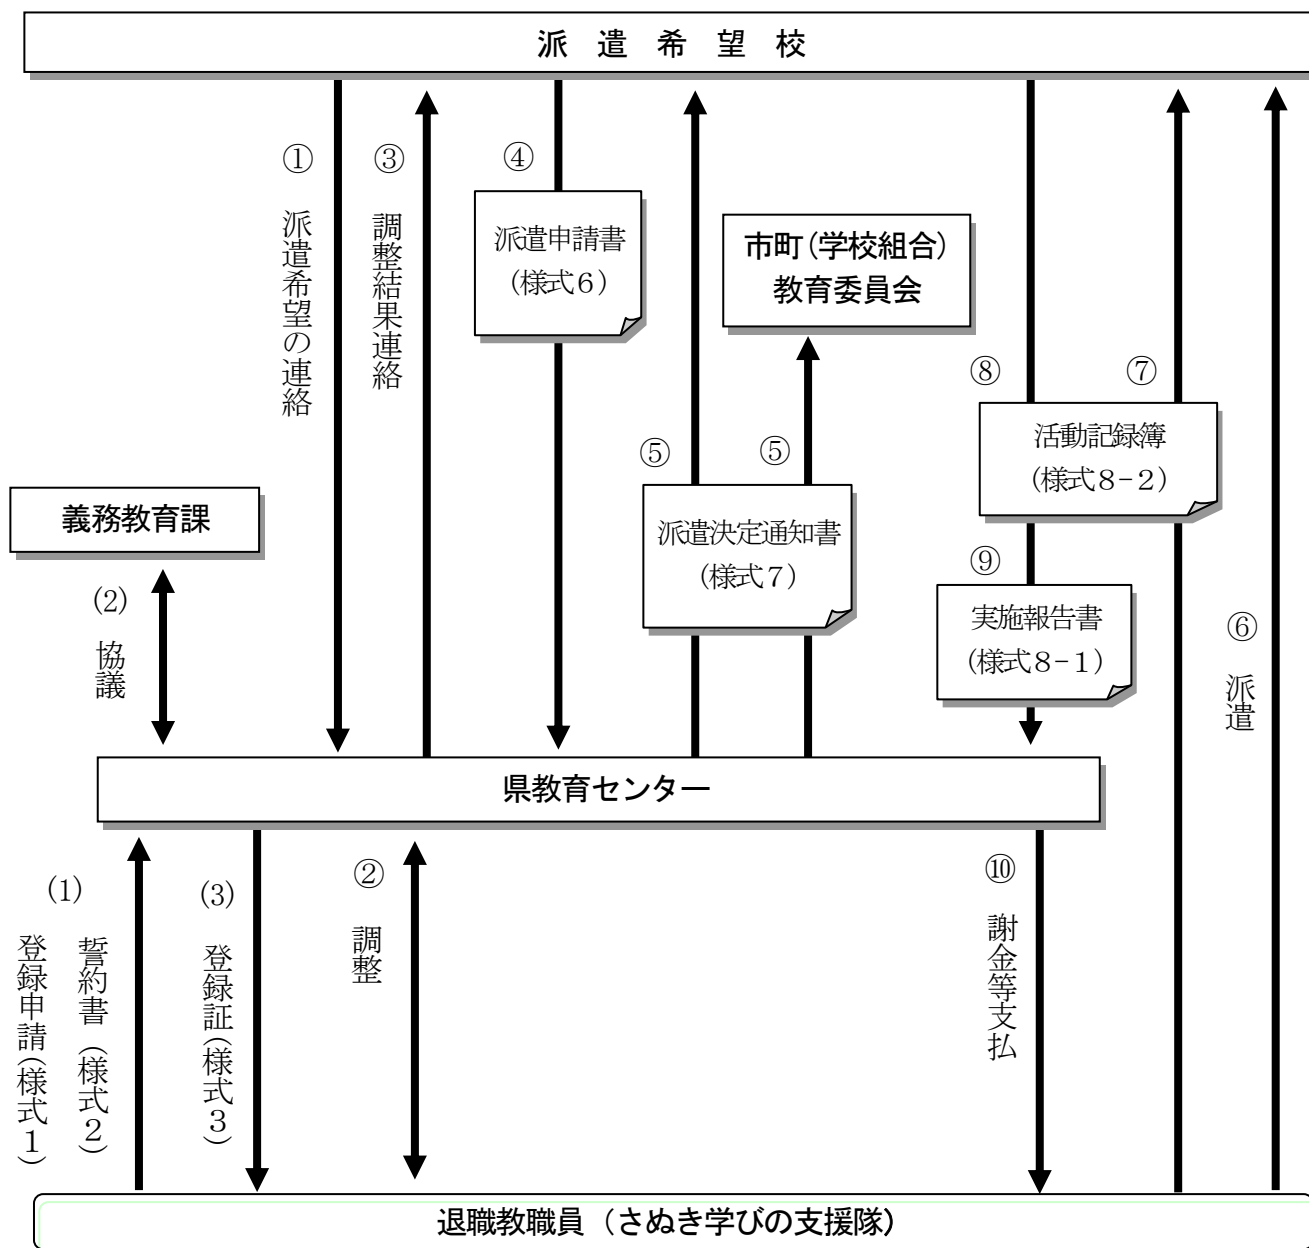 派 遣 希 望 校
①
派遣希望の連絡
③
調整結果連絡
④
派遣申請書
(様式６)
市町(学校組合)
教育委員会
⑤
⑤
派遣決定通知書
(様式７)
⑧
⑦
活動記録簿
(様式８-２)
⑨
実施報告書
(様式８-１)
⑥
派遣
義務教育課
(2)
協議
県教育センター
(1)
登録申請(様式１)
誓約書（様式２）
(3)
登録証(様式３)
②
調整
⑩
謝金等支払
退職教職員（さぬき学びの支援隊）